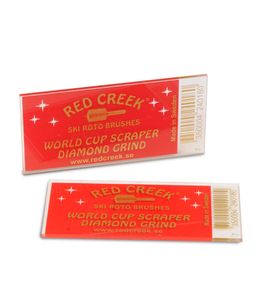 RED CREEK
SKI ROTO BRUSHES
WORLD CUP SCRAPER
DIAMOND GRIND
www.redcreek.se
Made in Sweden
RED CREEK
SKI ROTO BRUSHES
WORLD CUP SCRAPER
DIAMOND GRIND
www.redcreek.se